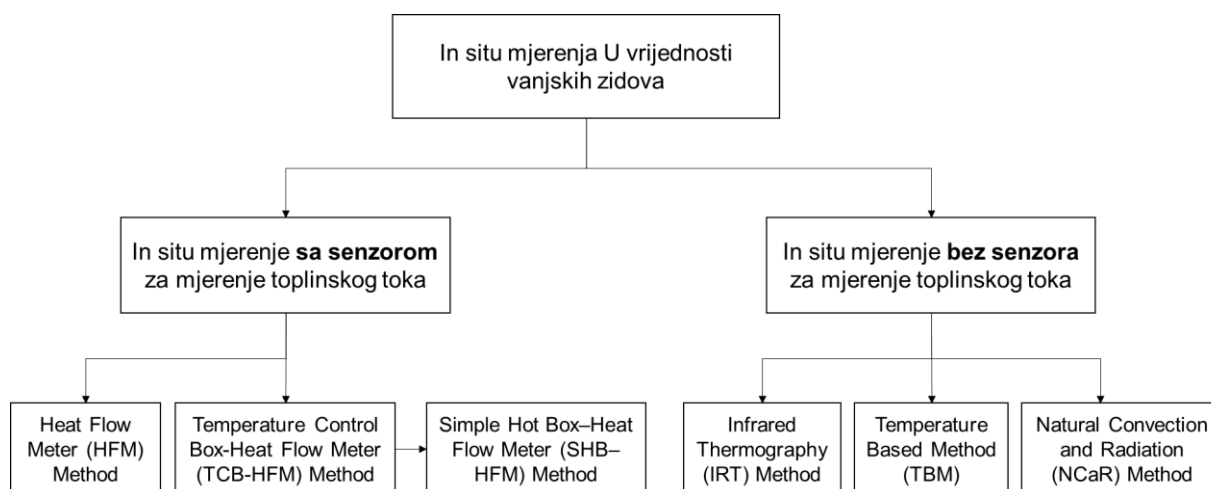 In situ mjerenja U vrijednosti
vanjskih zidova
In situ mjerenje sa senzorom
za mjerenje toplinskog toka
In situ mjerenje bez senzora
za mjerenje toplinskog toka
Heat Flow
Meter (HFM)
Method
Temperature Control
Box-Heat Flow Meter
(TCB-HFM) Method
Simple Hot Box–Heat
Flow Meter (SHB–
HFM) Method
Infrared
Thermography
(IRT) Method
Temperature
Based Method
(TBM)
Natural Convection
and Radiation
(NCaR) Method